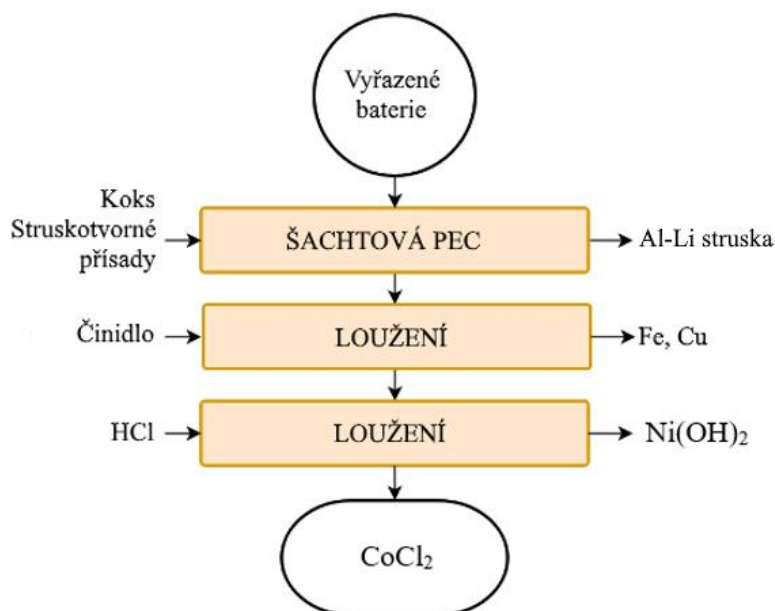 Vyřazené
baterie
Koks
Struskotvorné
přísady
ŠACHTOVÁ PEC
Al-Li struska
Činidlo
LOUŽENÍ
Fe, Cu
HCl
LOUŽENÍ
Ni(OH)₂
CoCl₂